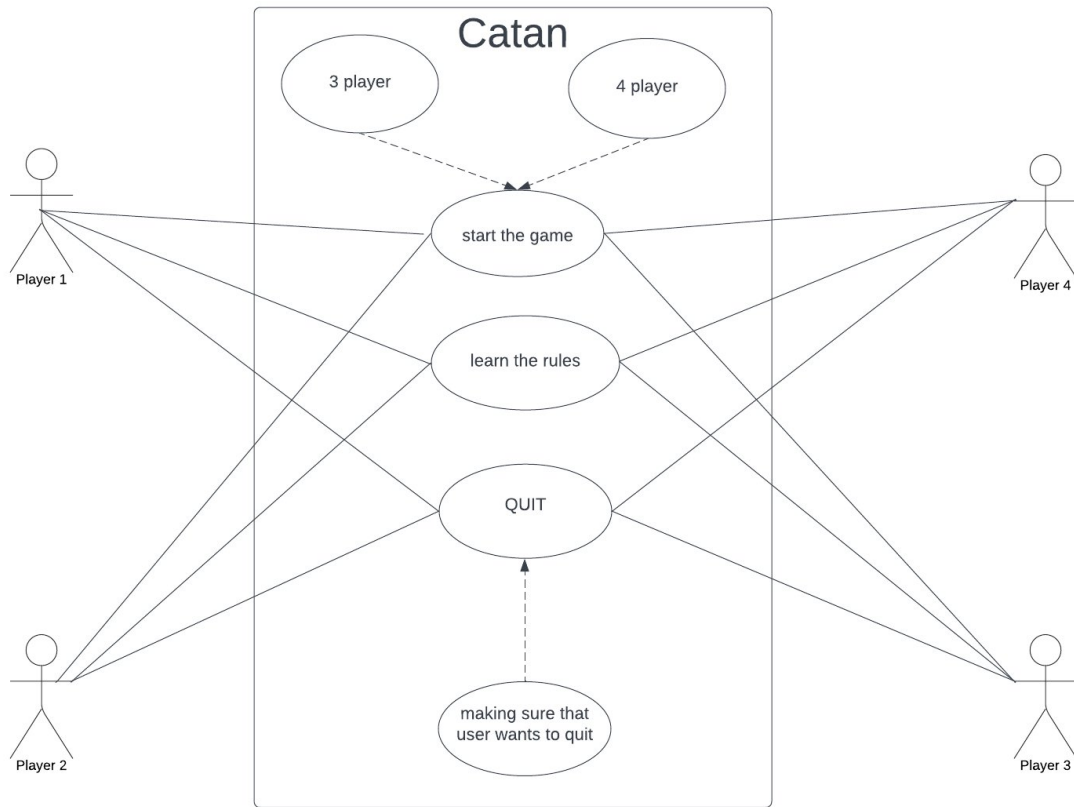 Catan
3 player
4 player
start the game
Player 1
Player 4
learn the rules
QUIT
making sure that
user wants to quit
Player 2
Player 3